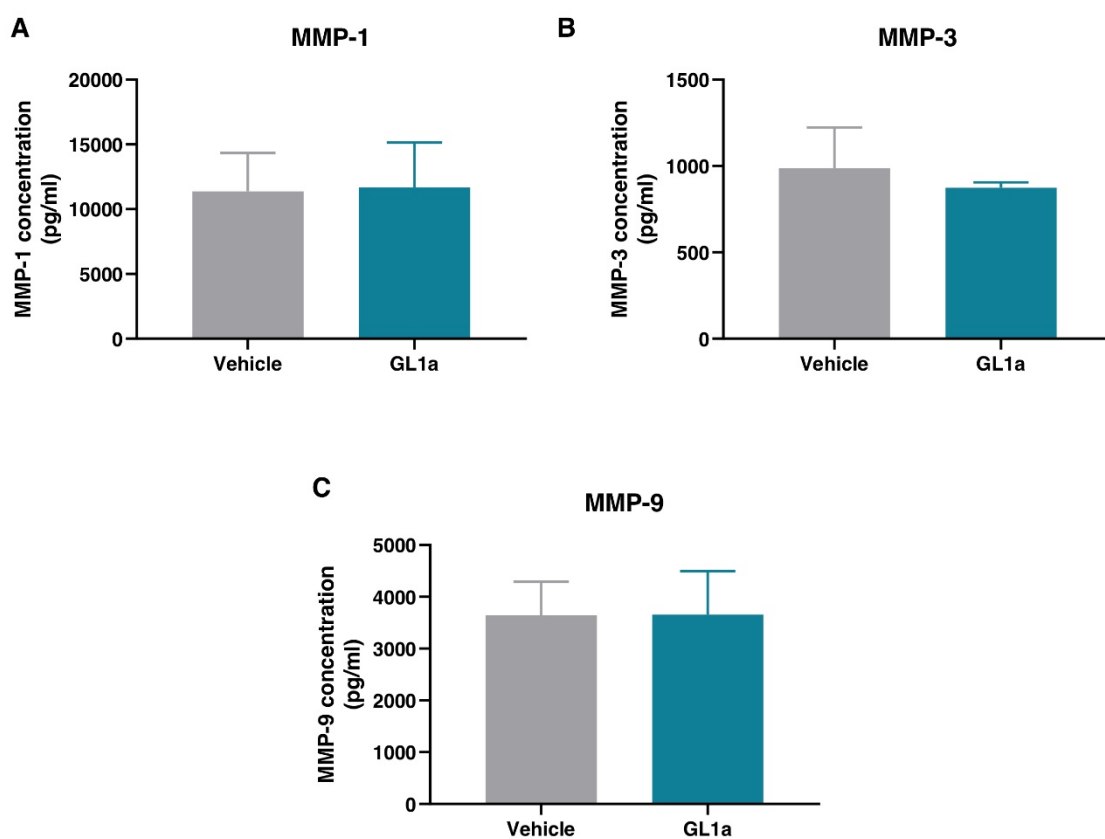 A
MMP-1
MMP-1 concentration
(pg/ml)
20000
15000
10000
5000
0
Vehicle
GL1a
B
MMP-3
MMP-3 concentration
(pg/ml)
1500
1000
500
0
Vehicle
GL1a
C
MMP-9
MMP-9 concentration
(pg/ml)
5000
4000
3000
2000
1000
0
Vehicle
GL1a